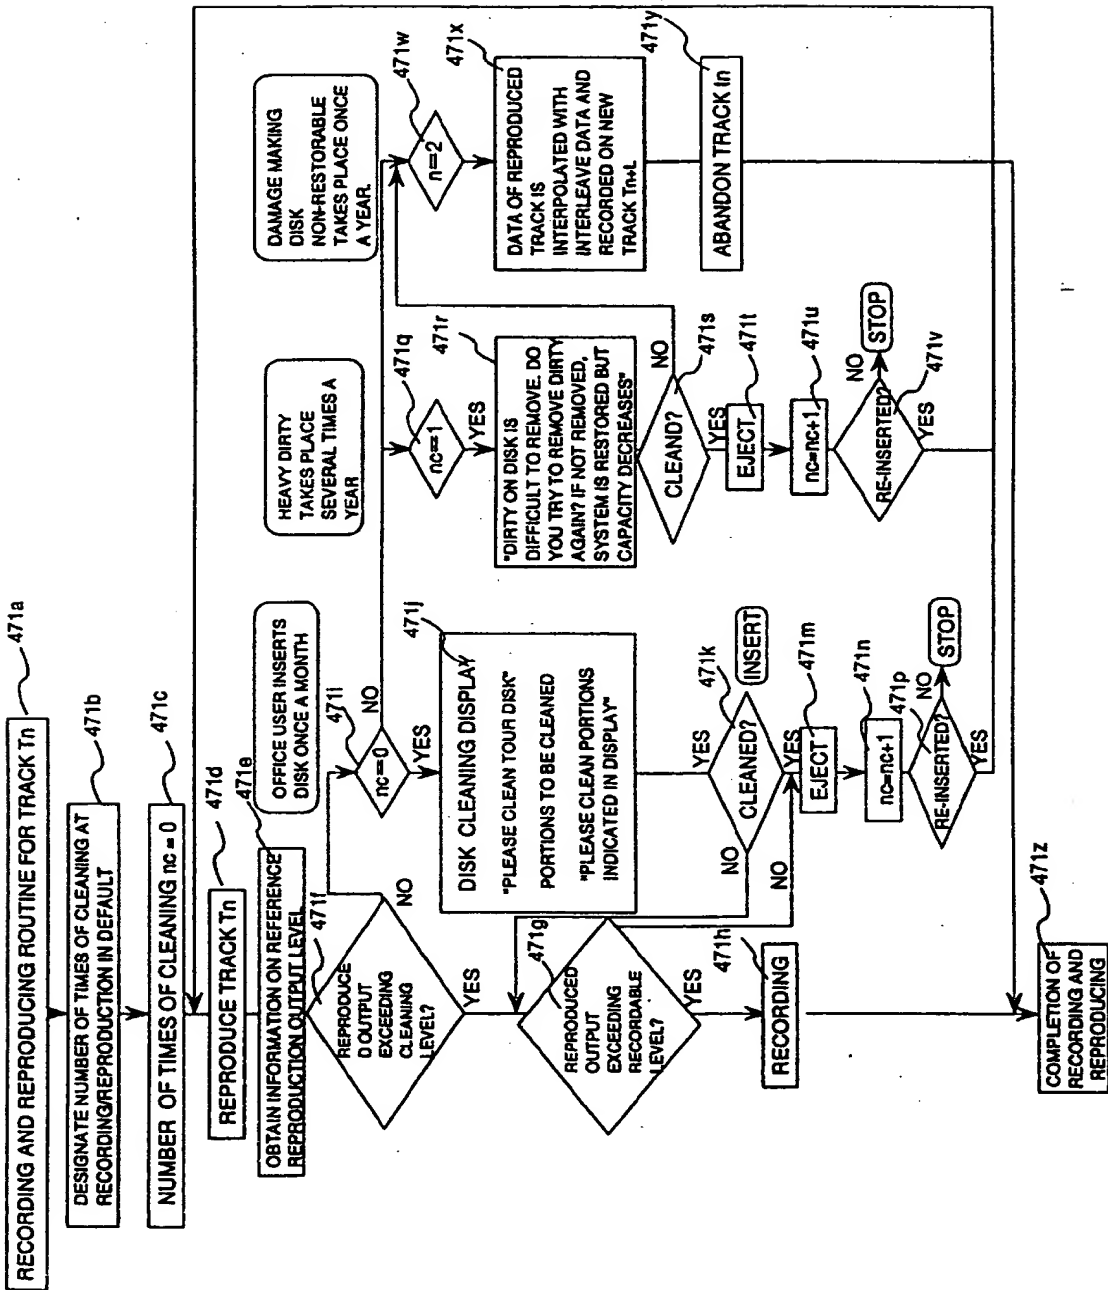 RECORDING AND REPRODUCING ROUTINE FOR TRACK Tn
471a
DESIGNATE NUMBER OF TIMES OF CLEANING AT
RECORDING/REPRODUCTION IN DEFAULT
471b
NUMBER OF TIMES OF CLEANING nc = 0
471c
REPRODUCE TRACK Tn
471d
OBTAIN INFORMATION ON REFERENCE
REPRODUCTION OUTPUT LEVEL
471e
REPRODUCE
D OUTPUT
EXCEEDING
CLEANING
LEVEL?
471f
NO
YES
REPRODUCED
OUTPUT
EXCEEDING
RECORDABLE
LEVEL?
471g
NO
YES
RECORDING
471h
OFFICE USER INSERTS
DISK ONCE A MONTH
nc=0
471i
NO
YES
DISK CLEANING DISPLAY
"PLEASE CLEAN TOUR DISK"
PORTIONS TO BE CLEANED
"PLEASE CLEAN PORTIONS
INDICATED IN DISPLAY"
471j
YES
CLEANED?
471k
INSERT
NO
YES
EJECT
471m
nc=nc+1
471n
RE-INSERTED?
471p
NO
STOP
YES
HEAVY DIRTY
TAKES PLACE
SEVERAL TIMES A
YEAR
nc=1
471q
YES
"DIRTY ON DISK IS
DIFFICULT TO REMOVE. DO
YOU TRY TO REMOVE DIRTY
AGAIN? IF NOT REMOVED,
SYSTEM IS RESTORED BUT
CAPACITY DECREASES"
471r
CLEAND?
471s
NO
YES
EJECT
471t
nc=nc+1
471u
RE-INSERTED?
471v
NO
STOP
YES
DAMAGE MAKING
DISK
NON-RESTORABLE
TAKES PLACE ONCE
A YEAR.
n=2
471w
DATA OF REPRODUCED
TRACK IS
INTERPOLATED WITH
INTERLEAVE DATA AND
RECORDED ON NEW
TRACK Tn+L
471x
ABANDON TRACK tn
471y
COMPLETION OF
RECORDING AND
REPRODUCING
471z